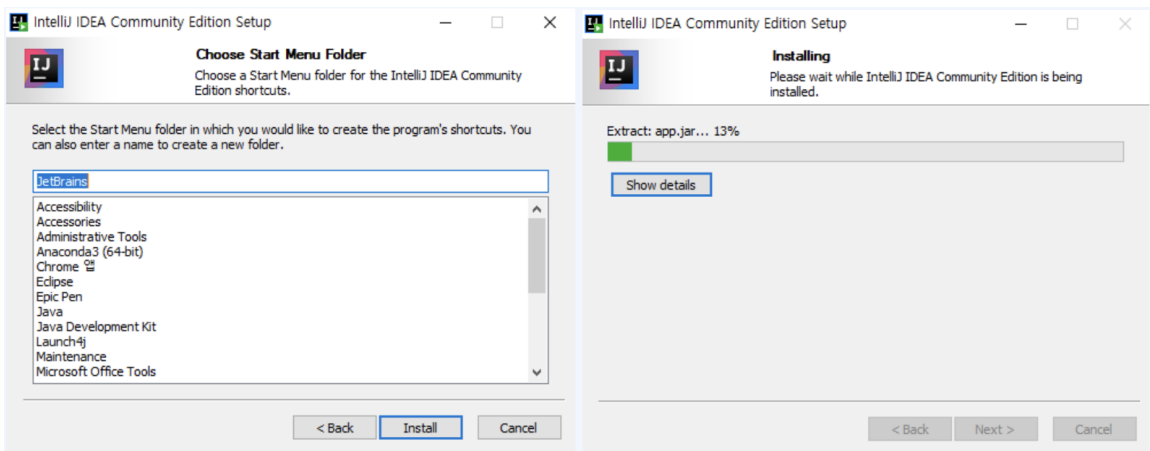 IntelliJ IDEA Community Edition Setup
IJ
Choose Start Menu Folder
Choose a Start Menu folder for the IntelliJ IDEA Community
Edition shortcuts.
Select the Start Menu folder in which you would like to create the program's shortcuts. You
can also enter a name to create a new folder.
JetBrains
Accessibility
Accessories
Administrative Tools
Anaconda3 (64-bit)
Chrome 앱
Eclipse
Epic Pen
Java
Java Development Kit
Launch4j
Maintenance
Microsoft Office Tools
< Back
Install
Cancel
IntelliJ IDEA Community Edition Setup
IJ
Installing
Please wait while IntelliJ IDEA Community Edition is being
installed.
Extract: app.jar... 13%
Show details
< Back
Next >
Cancel